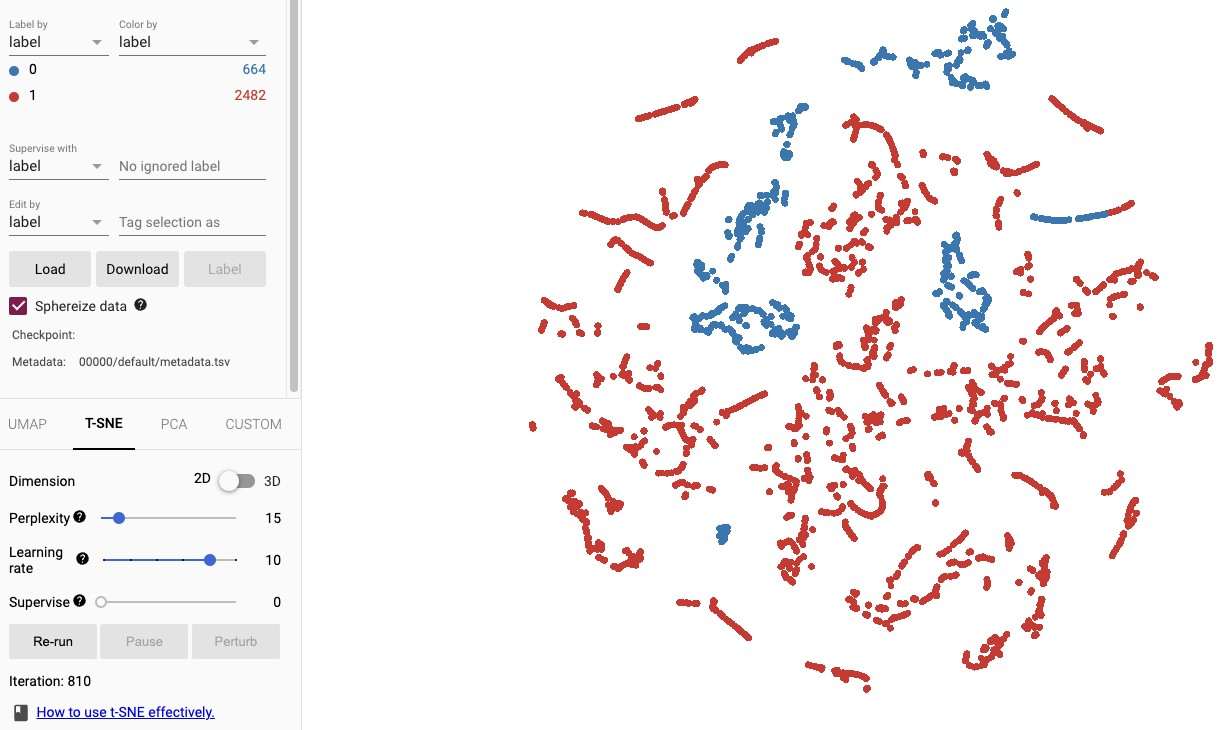 Label by Color by
label label
0 664
1 2482
Supervise with
label No ignored label
Edit by
label Tag selection as
Load Download Label
Sphereize data ?
Checkpoint:
Metadata: 00000/default/metadata.tsv
UMAP T-SNE PCA CUSTOM
Dimension 2D 3D
Perplexity ? 15
Learning
rate ? 10
Supervise ? 0
Re-run Pause Perturb
Iteration: 810
How to use t-SNE effectively.